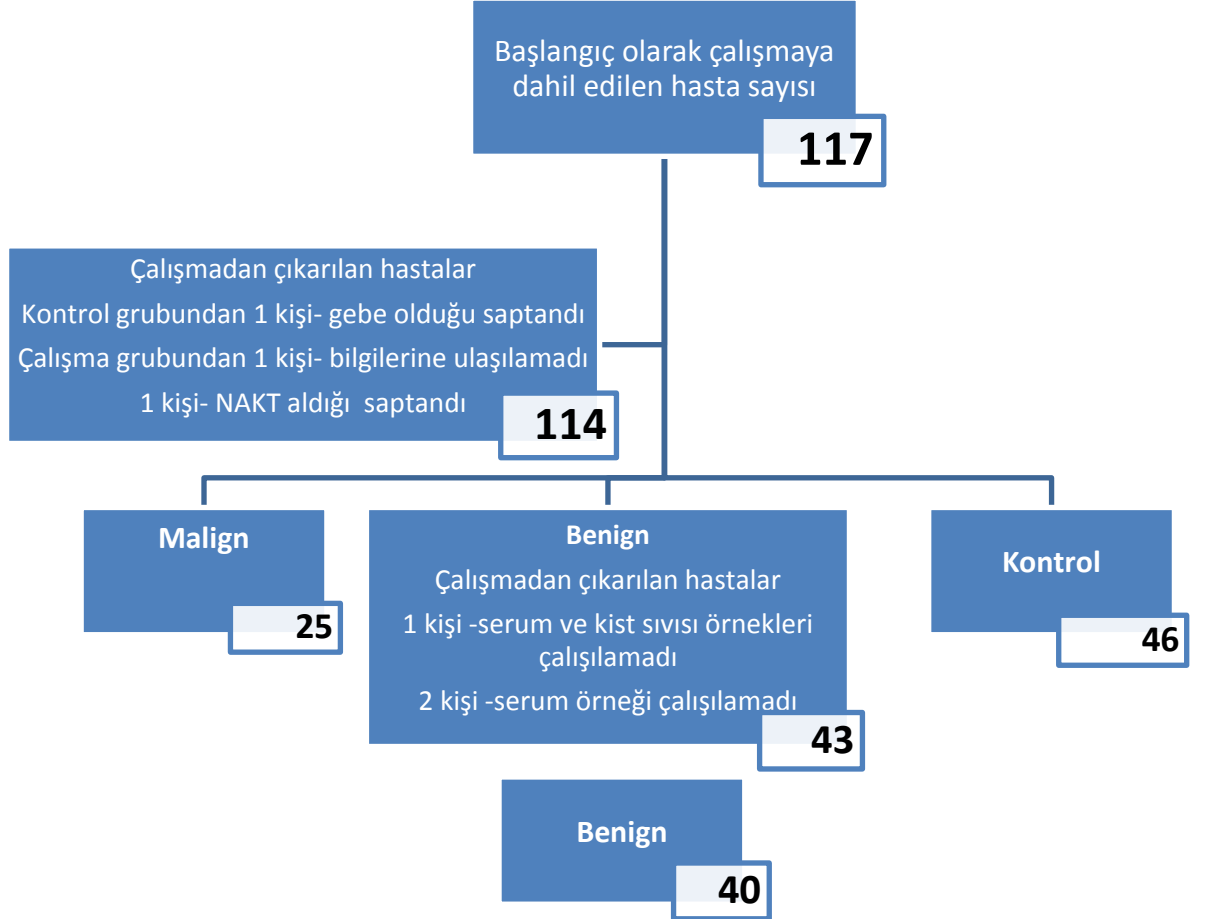 Başlangıç olarak çalışmaya
dahil edilen hasta sayısı
117
Çalışmadan çıkarılan hastalar
Kontrol grubundan 1 kişi- gebe olduğu saptandı
Çalışma grubundan 1 kişi- bilgilerine ulaşılamadı
1 kişi- NAKT aldığı saptandı
114
Malign
25
Benign
Çalışmadan çıkarılan hastalar
1 kişi -serum ve kist sıvısı örnekleri
çalışılamadı
2 kişi -serum örneği çalışılamadı
43
Kontrol
46
Benign
40